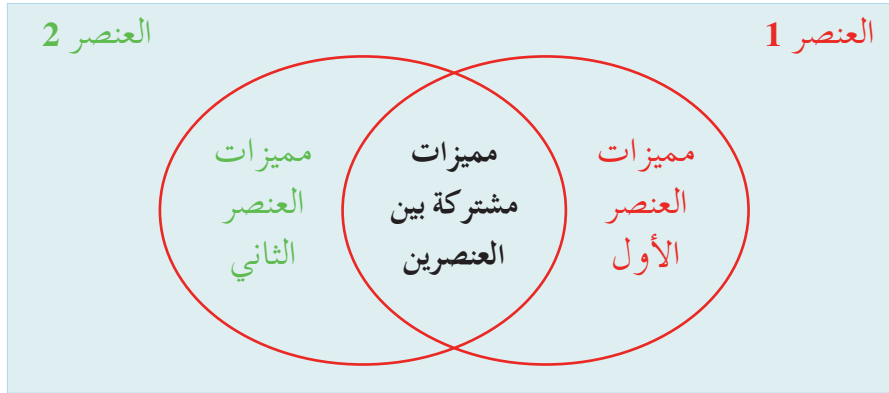 العنصر 1
العنصر 2
مميزات
العنصر
الأول
مميزات
مشتركة بين
العنصرين
مميزات
العنصر
الثاني